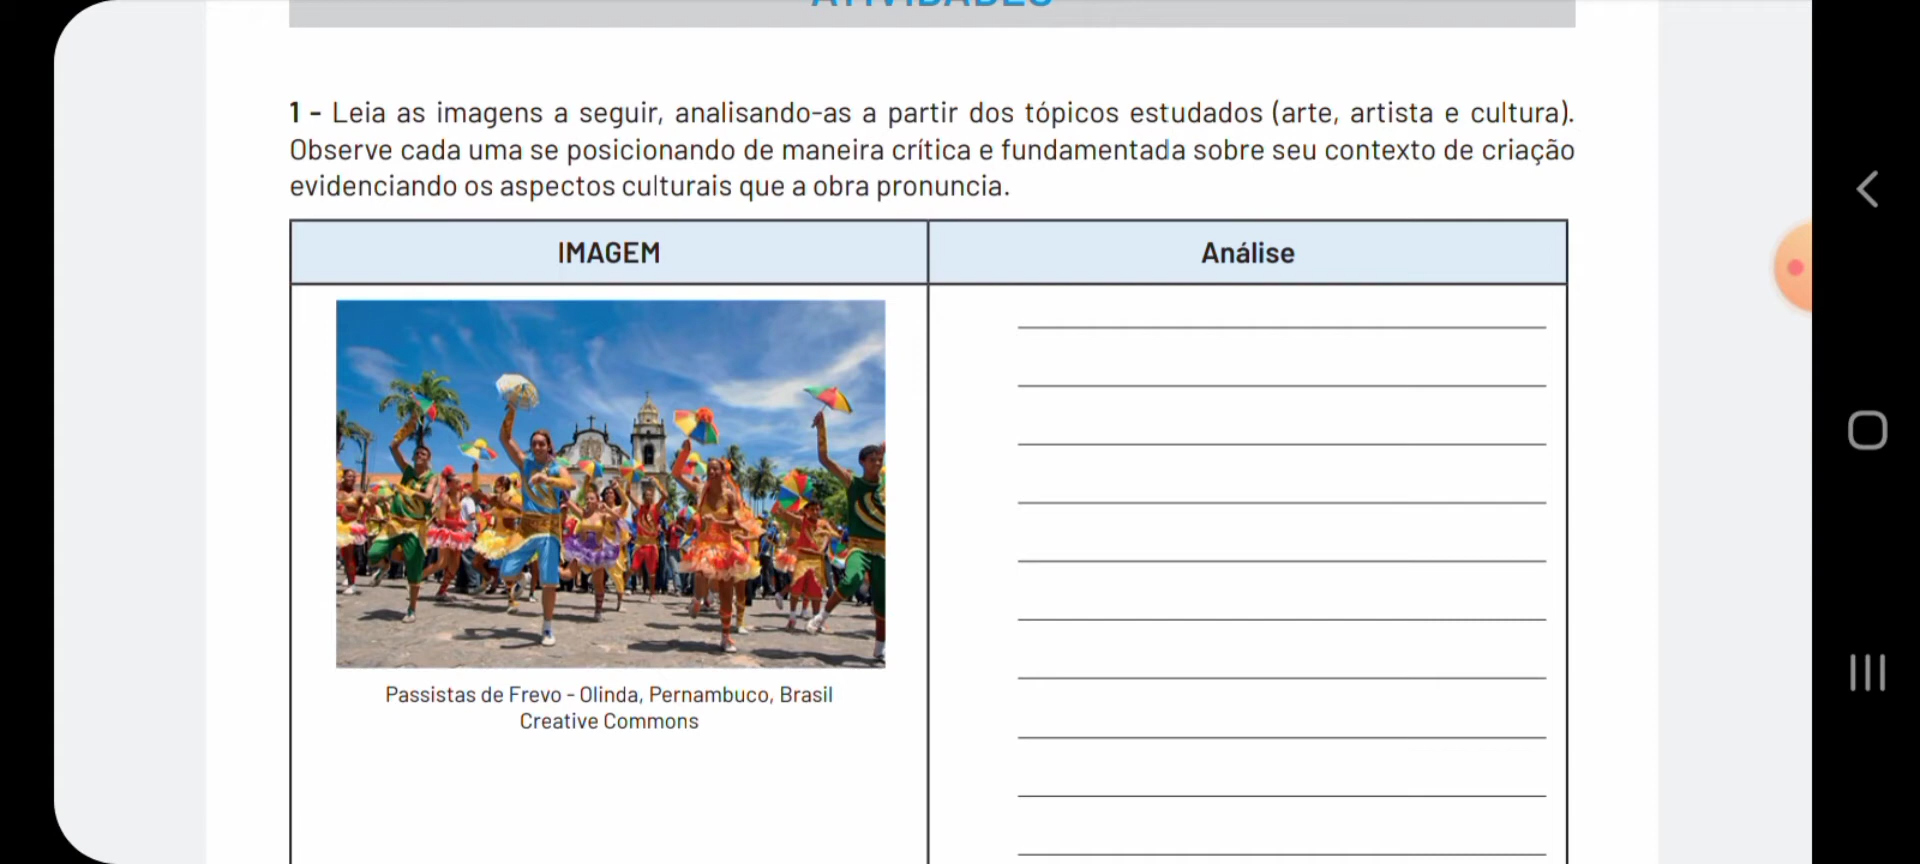 ATIVIDADES
1 - Leia as imagens a seguir, analisando-as a partir dos tópicos estudados (arte, artista e cultura).
Observe cada uma se posicionando de maneira crítica e fundamentada sobre seu contexto de criação
evidenciando os aspectos culturais que a obra pronuncia.
IMAGEM
Análise
Passistas de Frevo - Olinda, Pernambuco, Brasil
Creative Commons